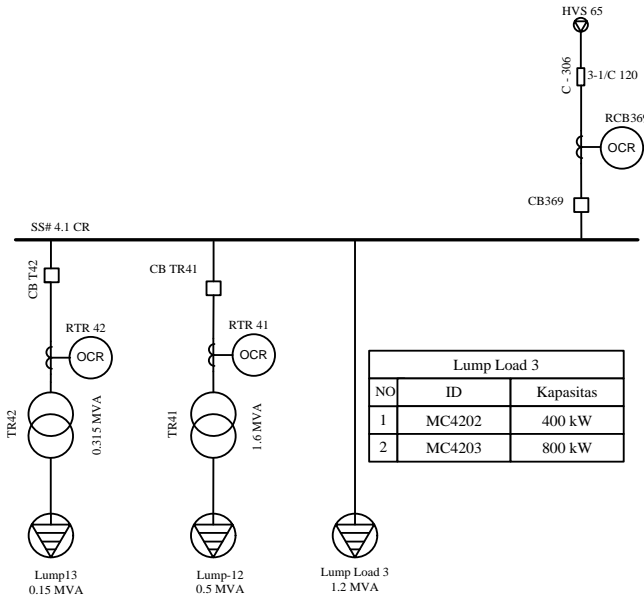 HVS 65
C - 306
3-1/C 120
RCB369
OCR
CB369
SS# 4.1 CR
CB T42
CB TR41
RTR 42
OCR
RTR 41
OCR
TR42
0.315 MVA
TR41
1.6 MVA
Lump Load 3
NO ID Kapasitas
1 MC4202 400 kW
2 MC4203 800 kW
Lump13
0.15 MVA
Lump-12
0.5 MVA
Lump Load 3
1.2 MVA